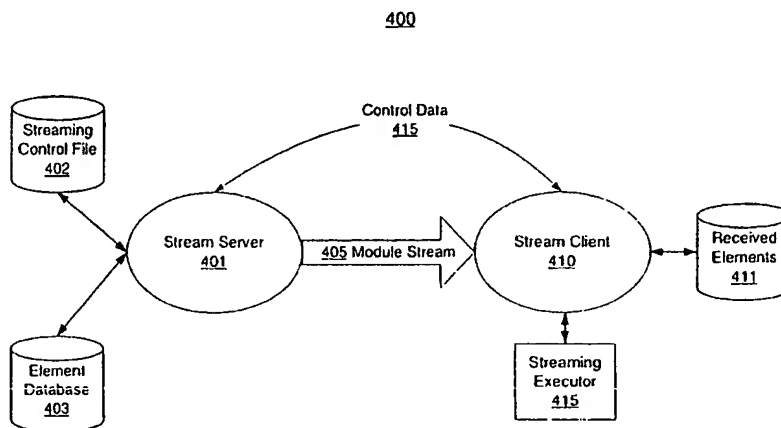 400
Streaming
Control File
402
Control Data
415
Stream Server
401
405 Module Stream
Stream Client
410
Received
Elements
411
Element
Database
403
Streaming
Executor
415